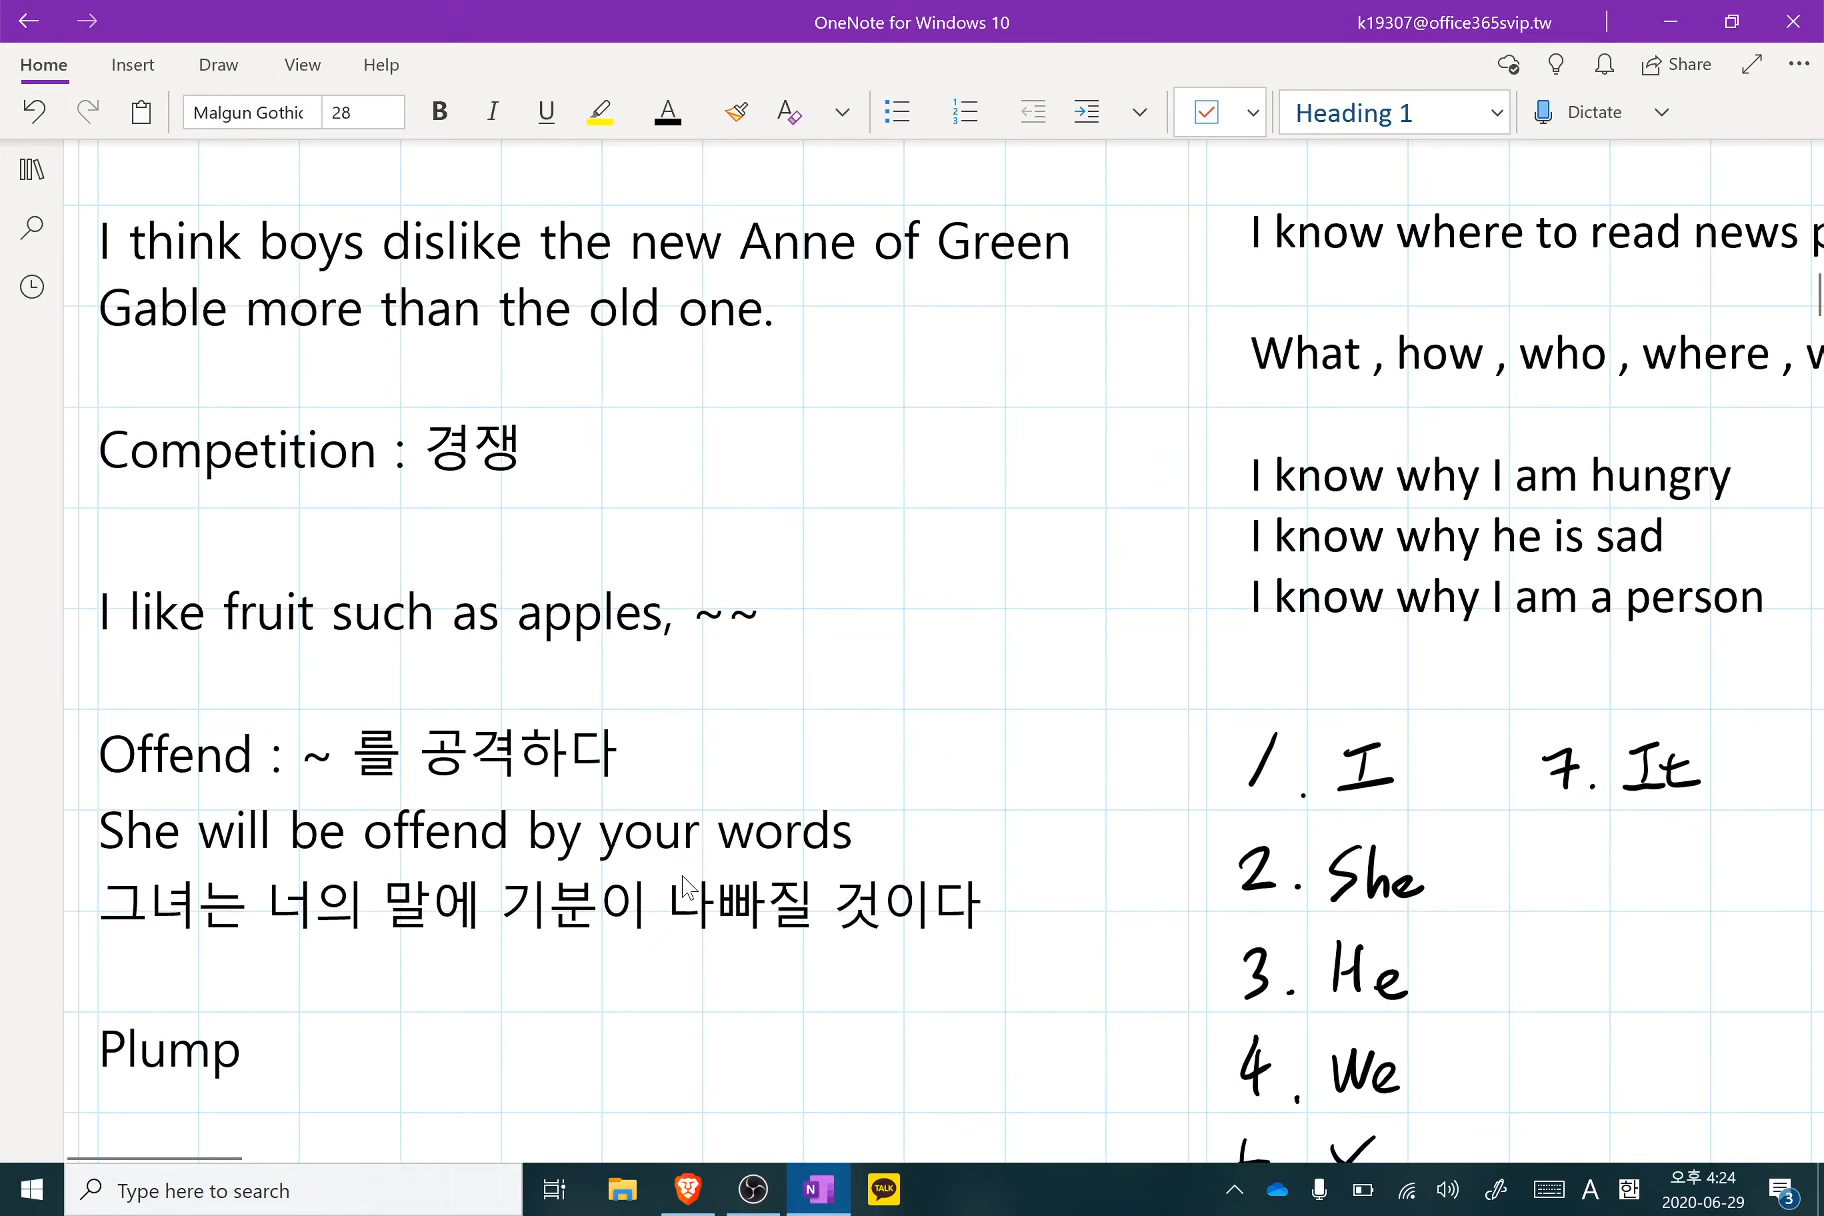 OneNote for Windows 10
k19307@office365svip.tw
Home
Insert
Draw
View
Help
Share
Malgun Gothic
28
B
I
U
A
A
Heading 1
Dictate
I think boys dislike the new Anne of Green
Gable more than the old one.
Competition : 경쟁
I like fruit such as apples, ~~
Offend : ~ 를 공격하다
She will be offend by your words
그녀는 너의 말에 기분이 나빠질 것이다
Plump
I know where to read news
What , how , who , where ,
I know why I am hungry
I know why he is sad
I know why I am a person
1. I
7. It
2. She
3. He
4. We
Type here to search
N
TALK
A
한
오후 4:24
2020-06-29
3